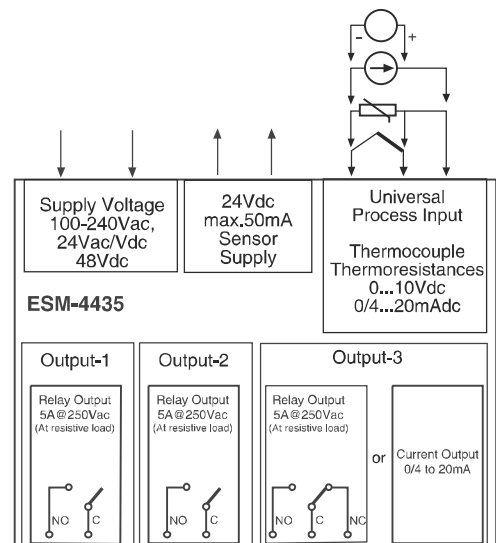 - +
Supply Voltage
100-240Vac,
24Vac/Vdc
48Vdc
24Vdc
max.50mA
Sensor
Supply
Universal
Process Input
Thermocouple
Thermoresistances
0...10Vdc
0/4...20mAdc
ESM-4435
Output-1
Relay Output
5A@250Vac
(At resistive load)
NO C
Output-2
Relay Output
5A@250Vac
(At resistive load)
NO C
Output-3
Relay Output
5A@250Vac
(At resistive load)
NO C NC
or
Current Output
0/4 to 20mA